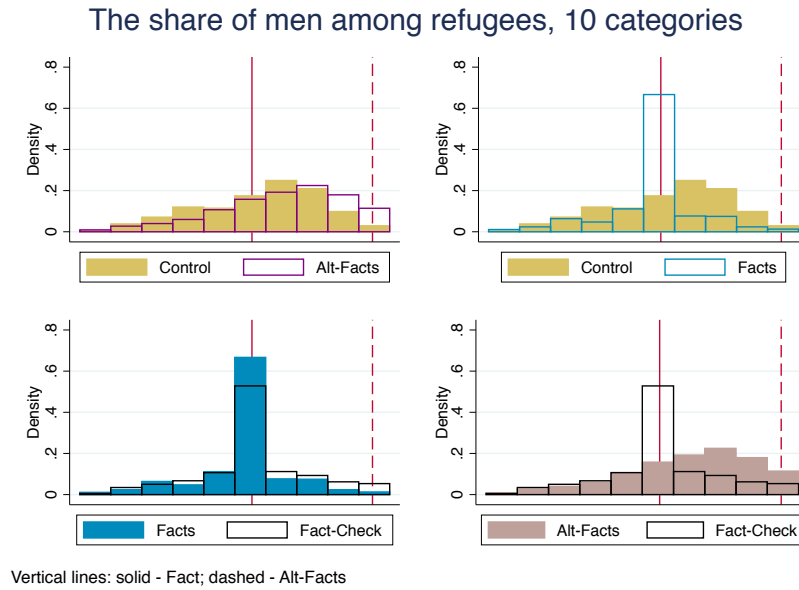 The share of men among refugees, 10 categories
Density
0 .2 .4 .6 .8
Control Alt-Facts
Density
0 .2 .4 .6 .8
Control Facts
Density
0 .2 .4 .6 .8
Facts Fact-Check
Density
0 .2 .4 .6 .8
Alt-Facts Fact-Check
Vertical lines: solid - Fact; dashed - Alt-Facts